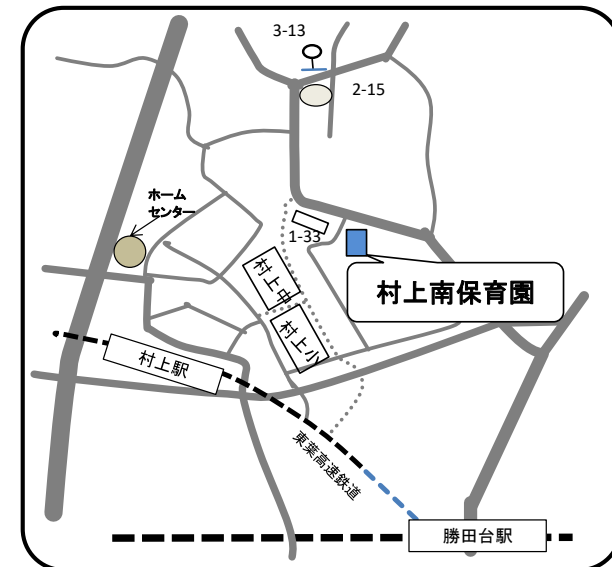 3-13
2-15
ホーム
センター
1-33
村上中
村上南保育園
村上小
村上駅
東葉高速鉄道
勝田台駅